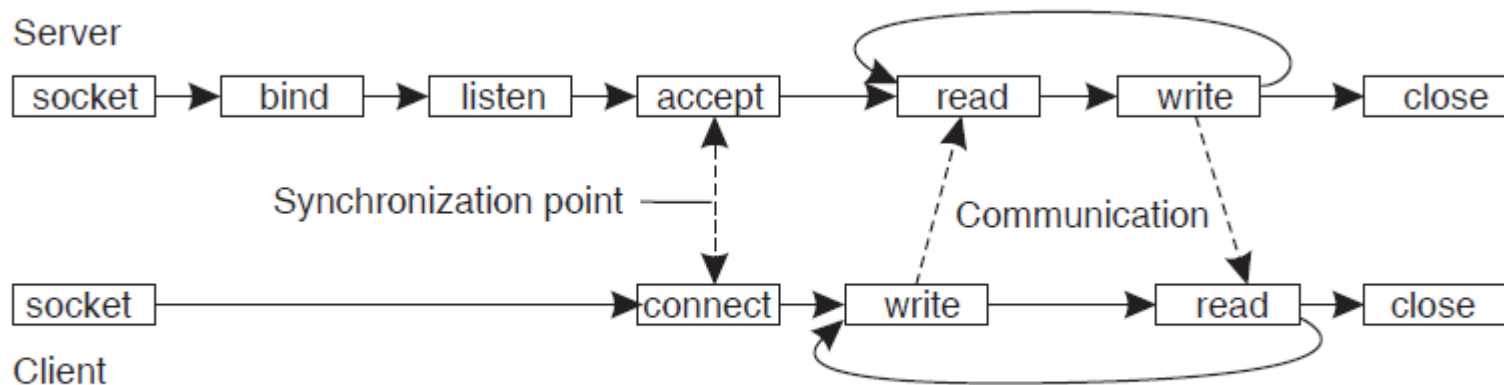 Server
socket bind listen accept read write close
Synchronization point
Communication
socket connect write read close
Client